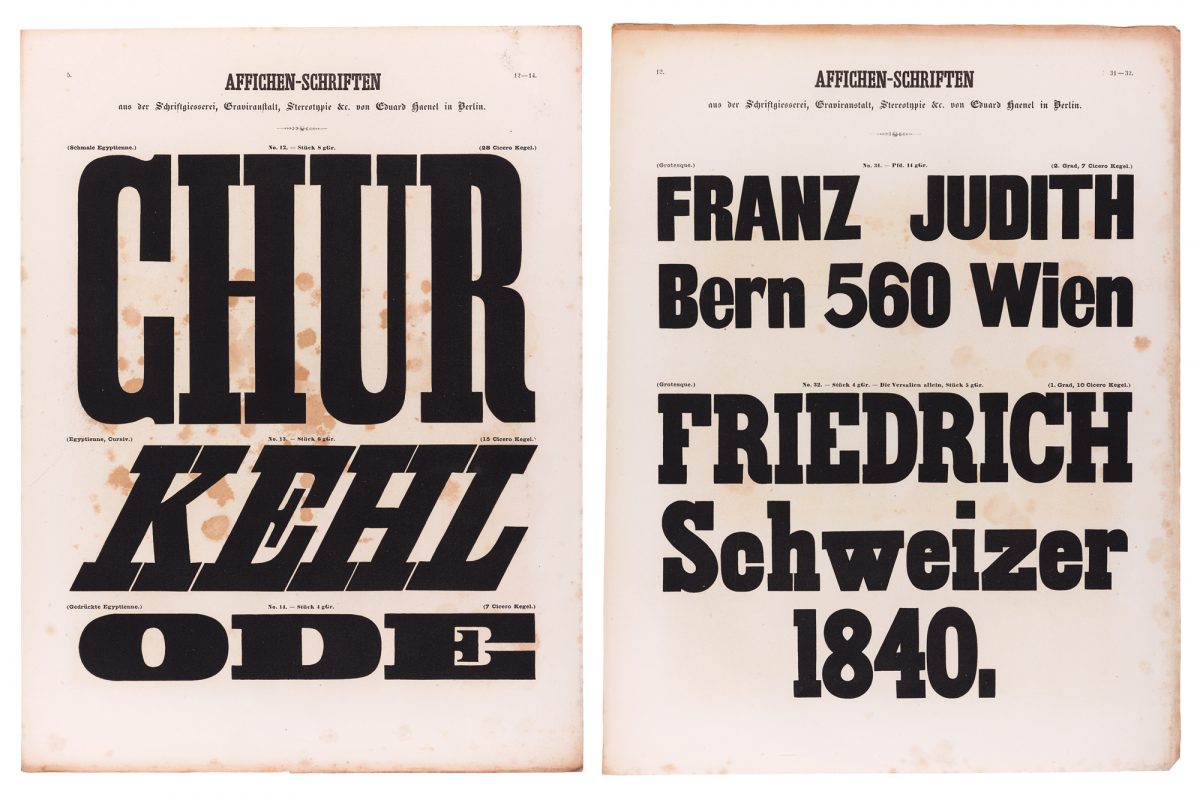 5.
12—14.
AFFICHEN-SCHRIFTEN
aus der Schriftgiesserei, Graviranstalt, Stereotypie &c. von Eduard Haenel in Berlin.
(Schmale Egyptienne.) No. 12. — Stück 8 gGr. (28 Cicero Kegel.)
CHUR
(Egyptienne, Cursiv.) No. 13. — Stück 6 gGr. (15 Cicero Kegel.)
KEHL
(Gedrückte Egyptienne.) No. 14. — Stück 4 gGr. (7 Cicero Kegel.)
ODE
12.
31—32.
AFFICHEN-SCHRIFTEN
aus der Schriftgiesserei, Graviranstalt, Stereotypie &c. von Eduard Haenel in Berlin.
(Grotesque.) No. 31. — Pfd. 14 gGr. (2. Grad, 7 Cicero Kegel.)
FRANZ JUDITH
Bern 560 Wien
(Grotesque.) No. 32. — Stück 4 gGr. — Die Versalien allein, Stück 5 gGr. (1. Grad, 10 Cicero Kegel.)
FRIEDRICH
Schweizer
1840.